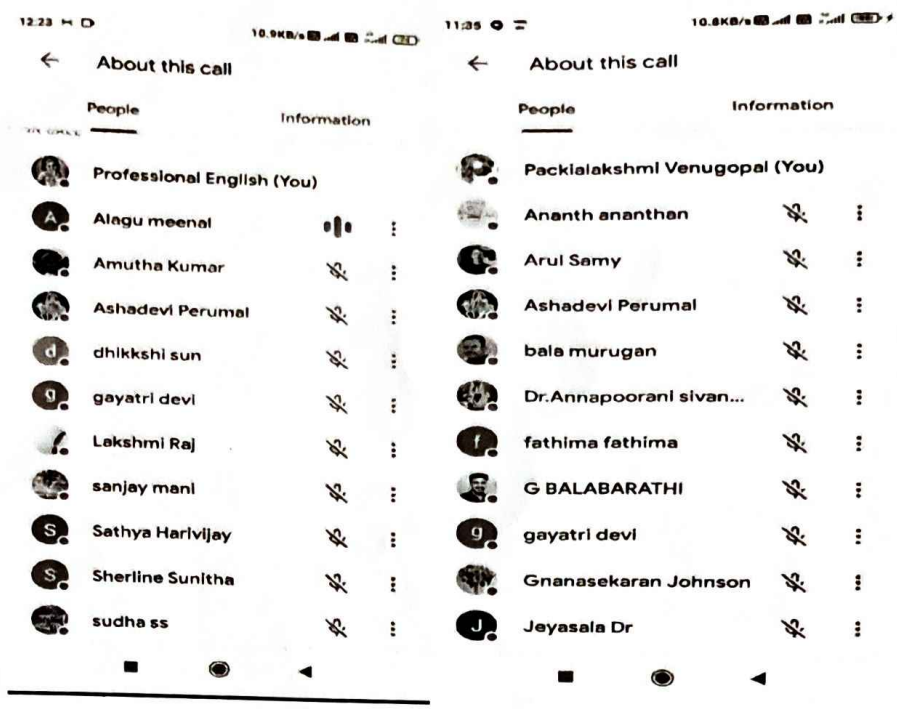 12:23
10.9KB/s
About this call
People
Information
Professional English (You)
A
Alagu meenal
Amutha Kumar
Ashadevi Perumal
d
dhikkshi sun
g
gayatri devi
Lakshmi Raj
sanjay mani
S
Sathya Harivijay
S
Sherline Sunitha
sudha ss
11:35
10.8KB/s
About this call
People
Information
Packialakshmi Venugopal (You)
Ananth ananthan
Arul Samy
Ashadevi Perumal
bala murugan
Dr.Annapoorani sivan...
f
fathima fathima
G BALABARATHI
g
gayatri devi
Gnanasekaran Johnson
J
Jeyasala Dr